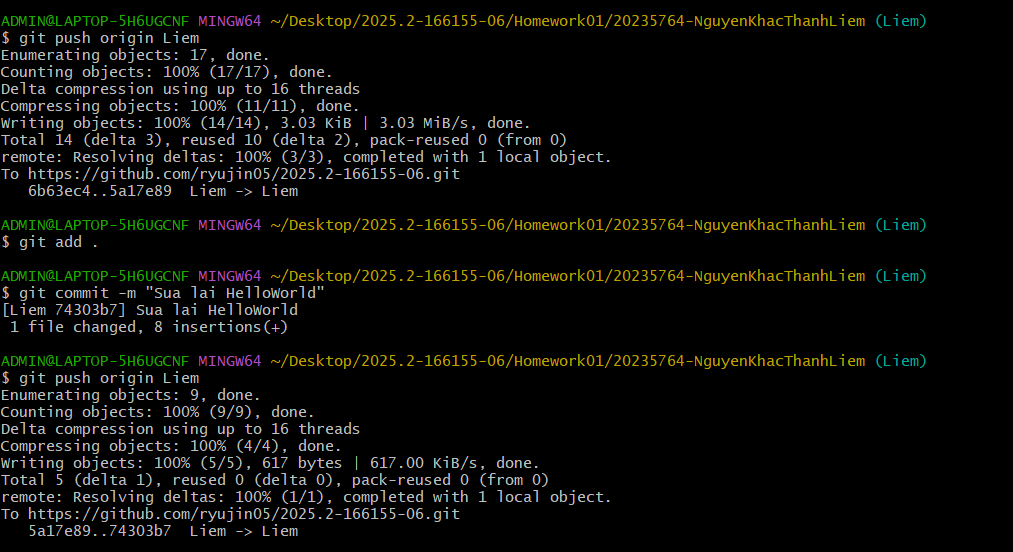 ADMIN@LAPTOP-5H6UGCNF MINGW64 ~/Desktop/2025.2-166155-06/Homework01/20235764-NguyenKhacThanhLiem (Liem)
$ git push origin Liem
Enumerating objects: 17, done.
Counting objects: 100% (17/17), done.
Delta compression using up to 16 threads
Compressing objects: 100% (11/11), done.
Writing objects: 100% (14/14), 3.03 KiB | 3.03 MiB/s, done.
Total 14 (delta 3), reused 10 (delta 2), pack-reused 0 (from 0)
remote: Resolving deltas: 100% (3/3), completed with 1 local object.
To https://github.com/ryujin05/2025.2-166155-06.git
   6b63ec4..5a17e89  Liem -> Liem
ADMIN@LAPTOP-5H6UGCNF MINGW64 ~/Desktop/2025.2-166155-06/Homework01/20235764-NguyenKhacThanhLiem (Liem)
$ git add .
ADMIN@LAPTOP-5H6UGCNF MINGW64 ~/Desktop/2025.2-166155-06/Homework01/20235764-NguyenKhacThanhLiem (Liem)
$ git commit -m "Sua lai HelloWorld"
[Liem 74303b7] Sua lai HelloWorld
 1 file changed, 8 insertions(+)
ADMIN@LAPTOP-5H6UGCNF MINGW64 ~/Desktop/2025.2-166155-06/Homework01/20235764-NguyenKhacThanhLiem (Liem)
$ git push origin Liem
Enumerating objects: 9, done.
Counting objects: 100% (9/9), done.
Delta compression using up to 16 threads
Compressing objects: 100% (4/4), done.
Writing objects: 100% (5/5), 617 bytes | 617.00 KiB/s, done.
Total 5 (delta 1), reused 0 (delta 0), pack-reused 0 (from 0)
remote: Resolving deltas: 100% (1/1), completed with 1 local object.
To https://github.com/ryujin05/2025.2-166155-06.git
   5a17e89..74303b7  Liem -> Liem